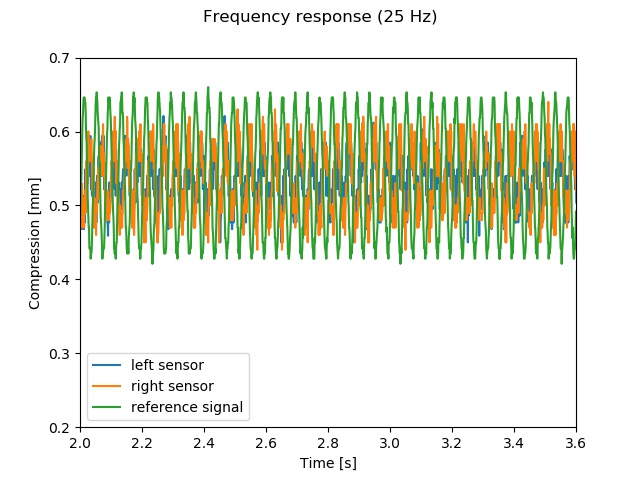 Frequency response (25 Hz)
0.7
0.6
0.5
0.4
0.3
0.2
Compression [mm]
left sensor
right sensor
reference signal
2.0 2.2 2.4 2.6 2.8 3.0 3.2 3.4 3.6
Time [s]